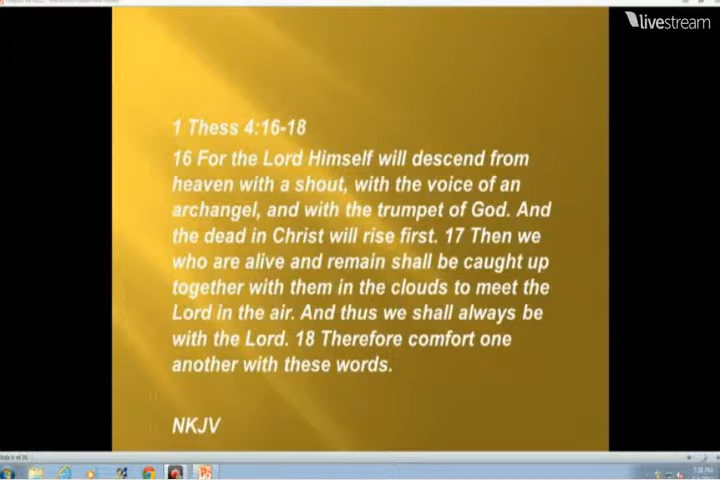 livestream
1 Thess 4:16-18
16 For the Lord Himself will descend from
heaven with a shout, with the voice of an
archangel, and with the trumpet of God. And
the dead in Christ will rise first. 17 Then we
who are alive and remain shall be caught up
together with them in the clouds to meet the
Lord in the air. And thus we shall always be
with the Lord. 18 Therefore comfort one
another with these words.
NKJV